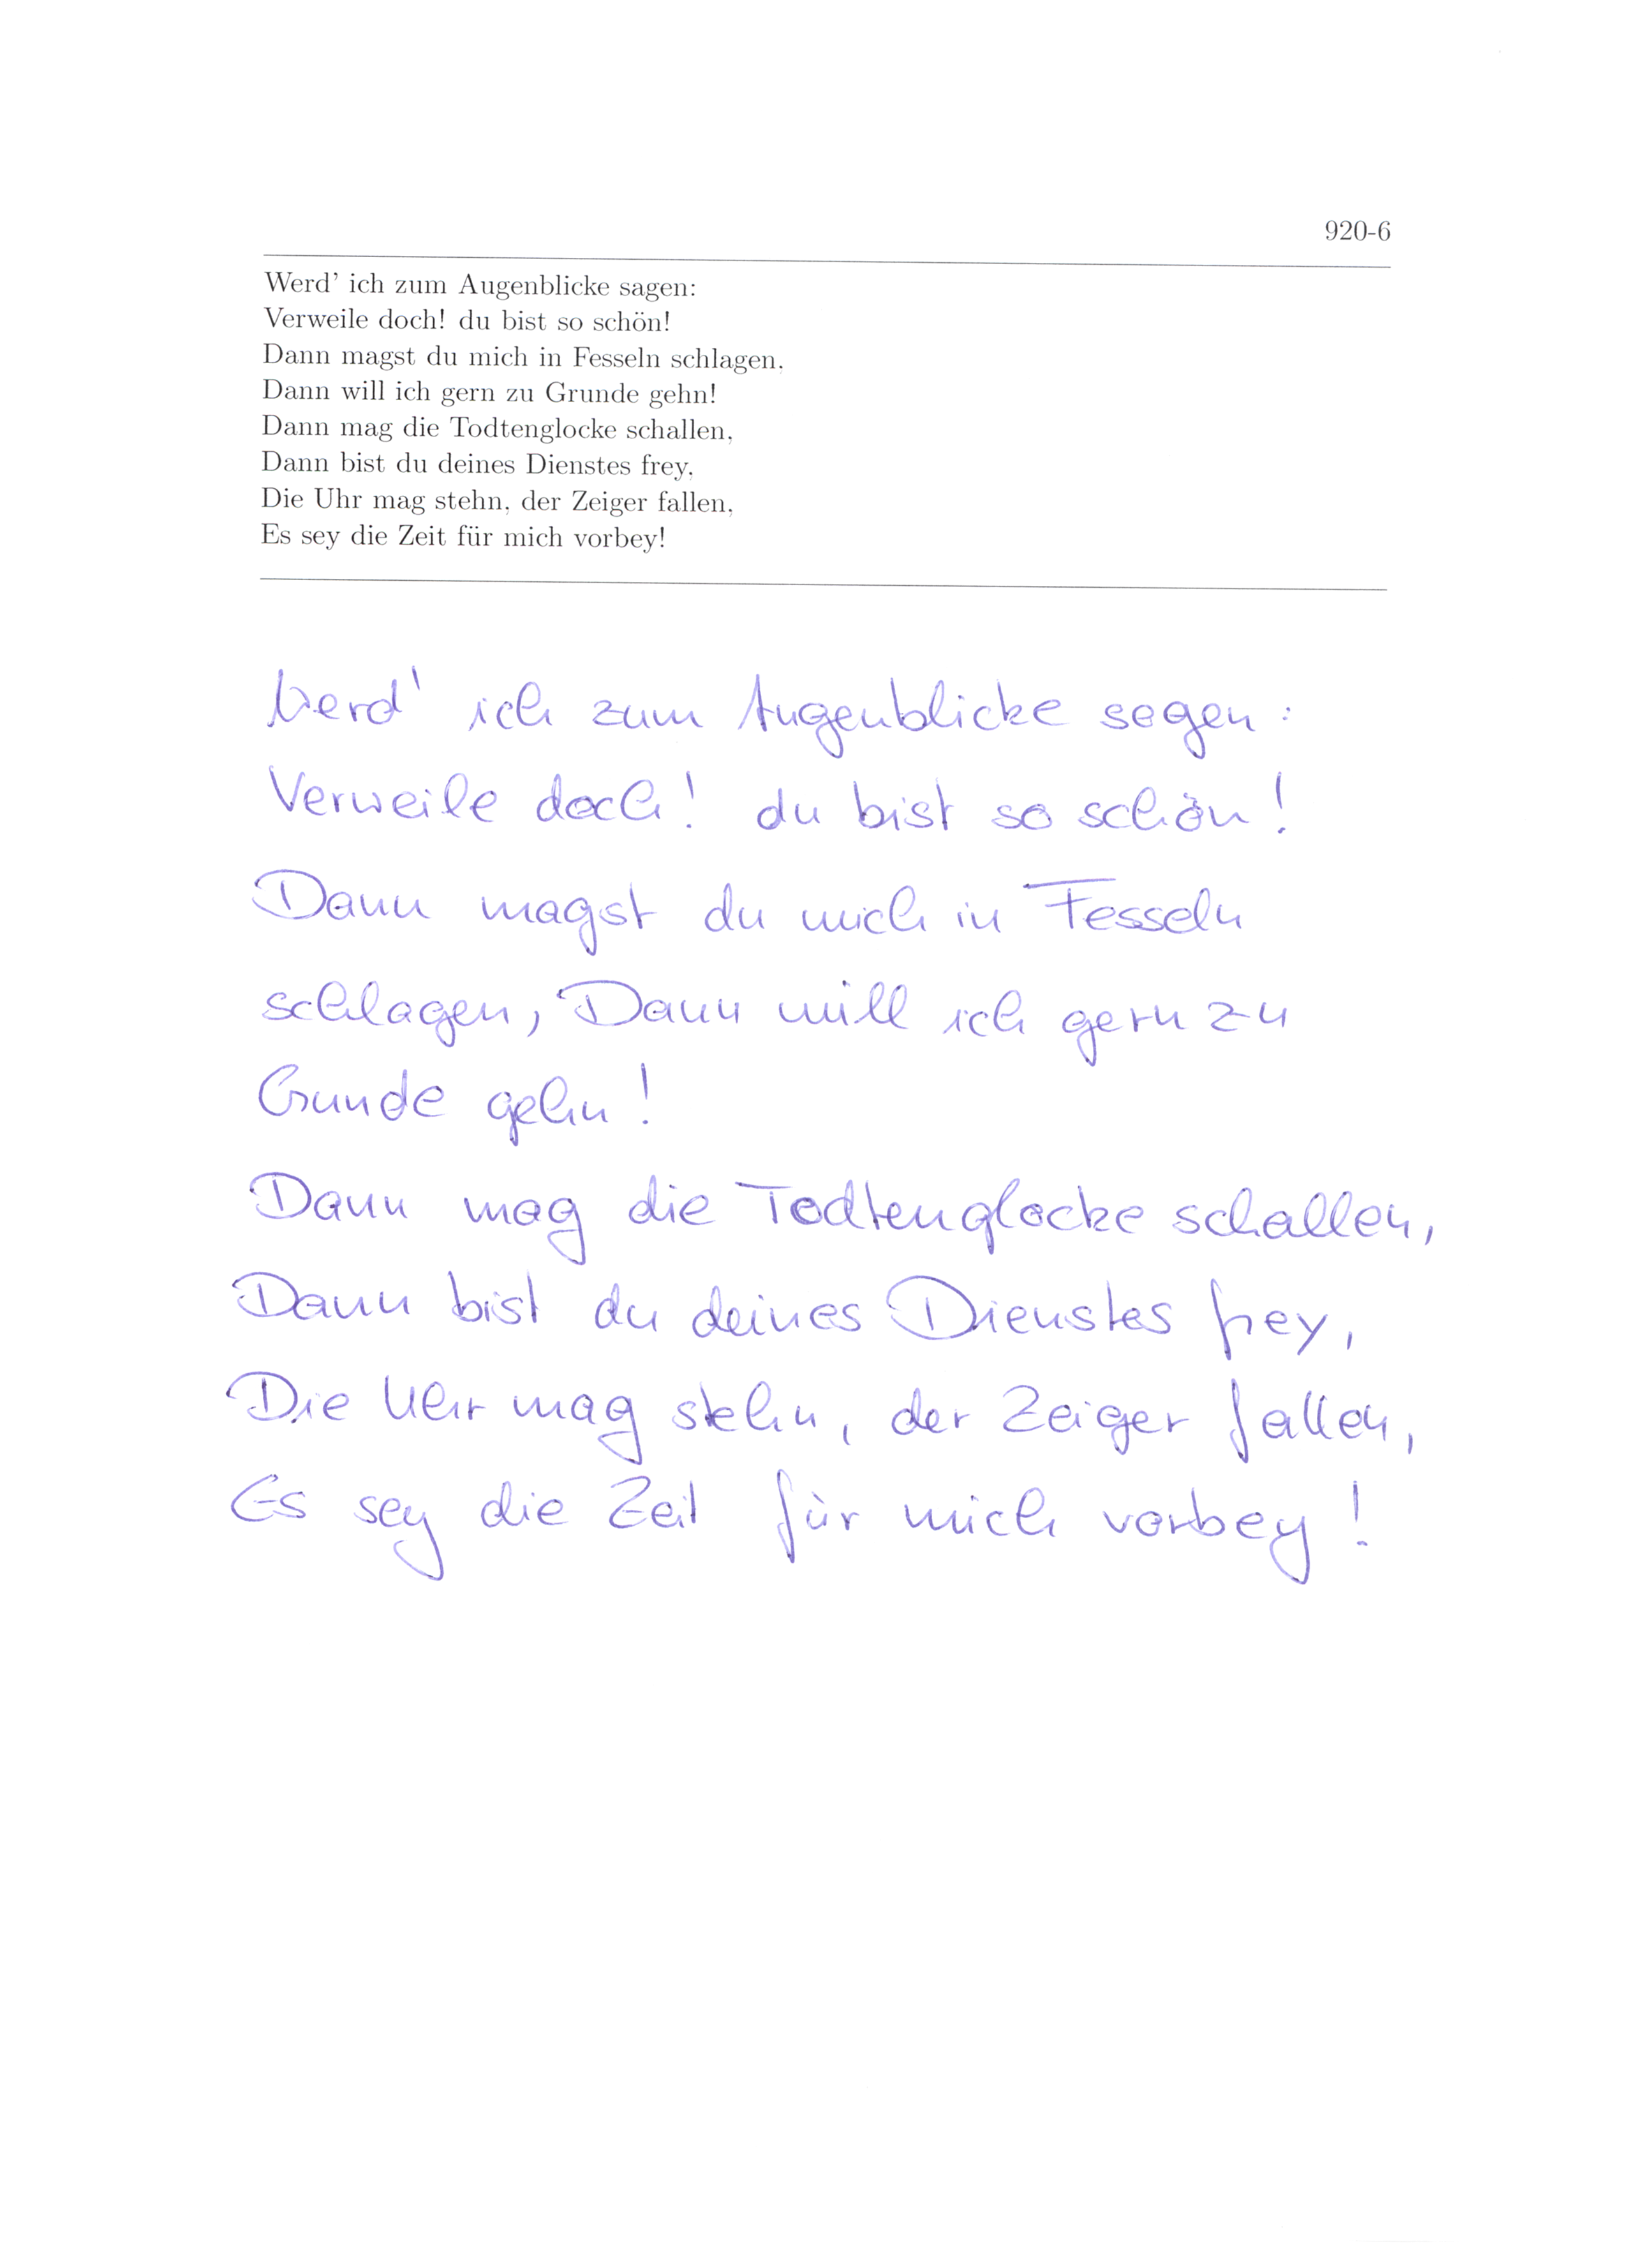 920-6
Werd' ich zum Augenblicke sagen:
Verweile doch! du bist so schön!
Dann magst du mich in Fesseln schlagen,
Dann will ich gern zu Grunde gehn!
Dann mag die Todtenglocke schallen,
Dann bist du deines Dienstes frey,
Die Uhr mag stehn, der Zeiger fallen,
Es sey die Zeit für mich vorbey!
Werd' ich zum Augenblicke sagen:
Verweile doch! du bist so schön!
Dann magst du mich in Fesseln
schlagen, Dann will ich gern zu
Grunde gehn!
Dann mag die Todtenglocke schallen,
Dann bist du deines Dienstes frey,
Die Uhr mag stehn, der Zeiger fallen,
Es sey die Zeit für mich vorbey!